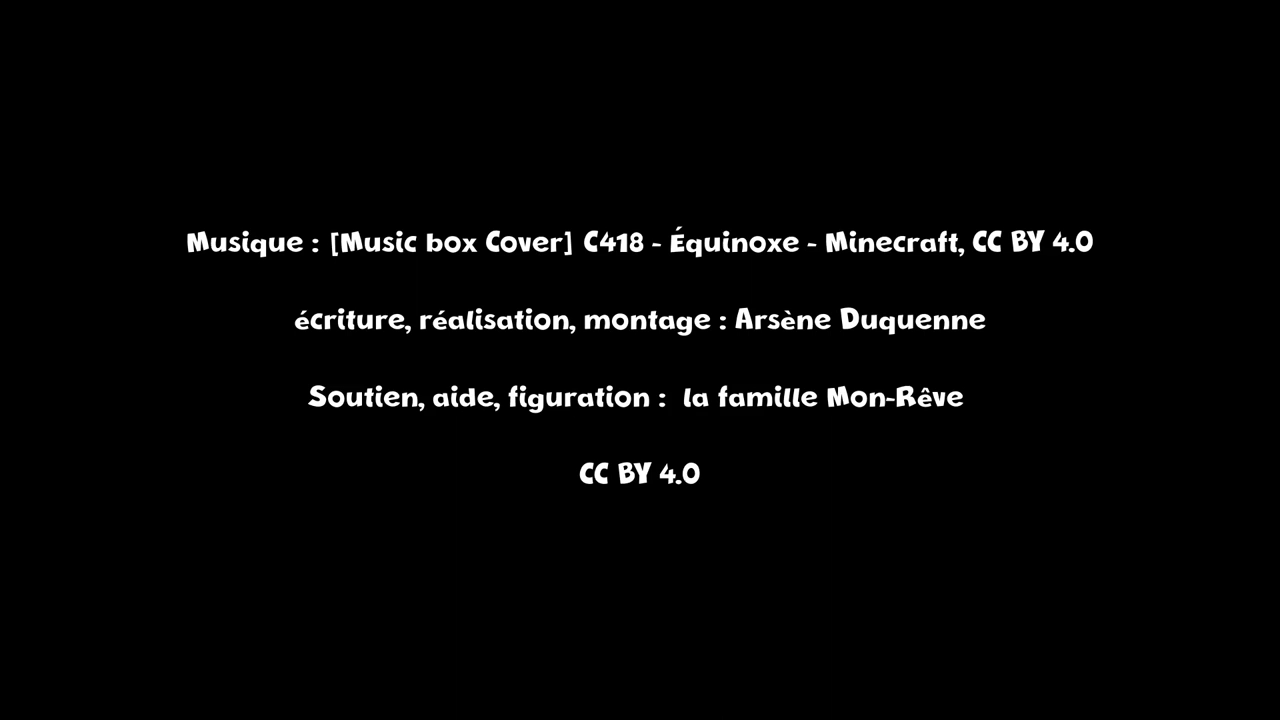 Musique : [Music box Cover] C418 - Équinoxe - Minecraft, CC BY 4.0
écriture, réalisation, montage : Arsène Duquenne
Soutien, aide, figuration : la famille Mon-Rêve
CC BY 4.0